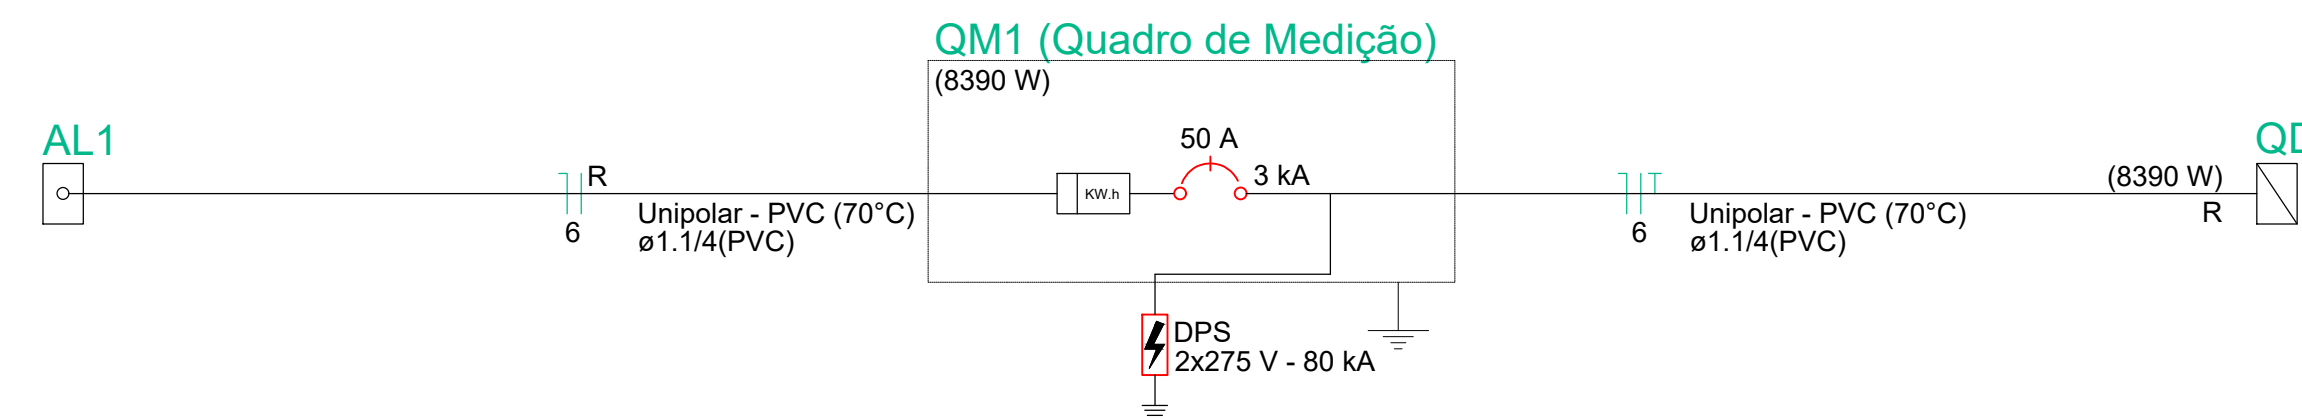 QM1 (Quadro de Medição)
(8390 W)
AL1
50 A
R
3 kA
KW.h
Unipolar - PVC (70°C)
ø1.1/4(PVC)
6
QD
(8390 W)
R
Unipolar - PVC (70°C)
ø1.1/4(PVC)
6
DPS
2x275 V - 80 kA